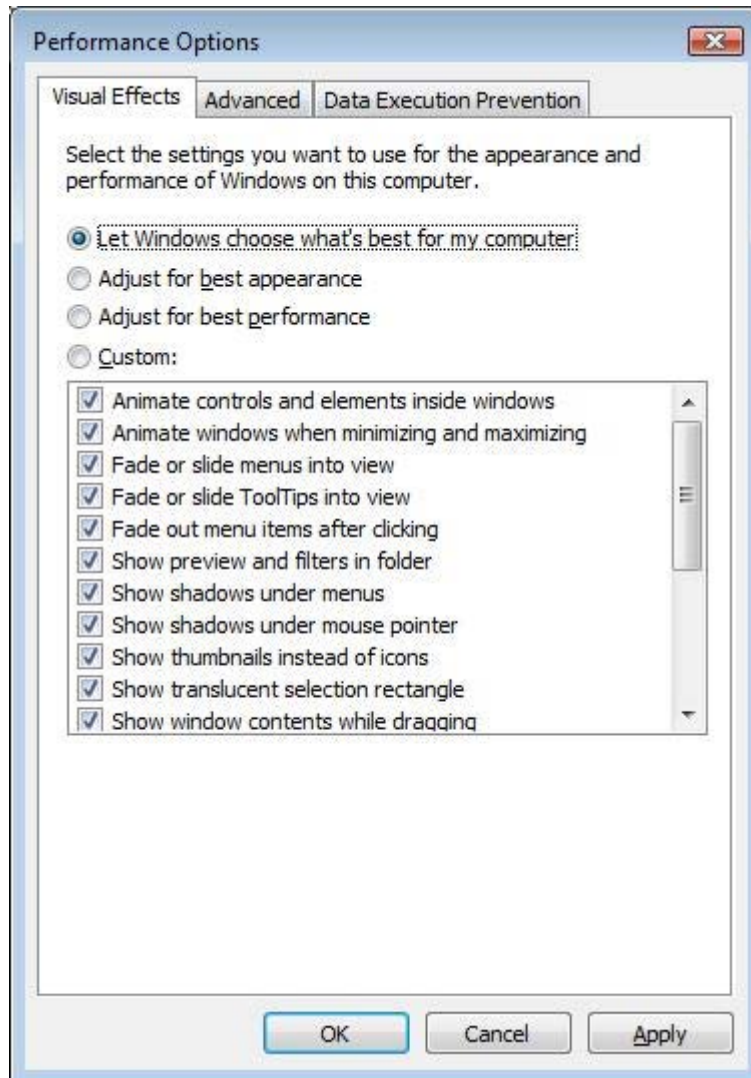 Performance Options
Visual Effects
Advanced
Data Execution Prevention
Select the settings you want to use for the appearance and
performance of Windows on this computer.
Let Windows choose what's best for my computer
Adjust for best appearance
Adjust for best performance
Custom:
Animate controls and elements inside windows
Animate windows when minimizing and maximizing
Fade or slide menus into view
Fade or slide ToolTips into view
Fade out menu items after clicking
Show preview and filters in folder
Show shadows under menus
Show shadows under mouse pointer
Show thumbnails instead of icons
Show translucent selection rectangle
Show window contents while dragging
OK
Cancel
Apply